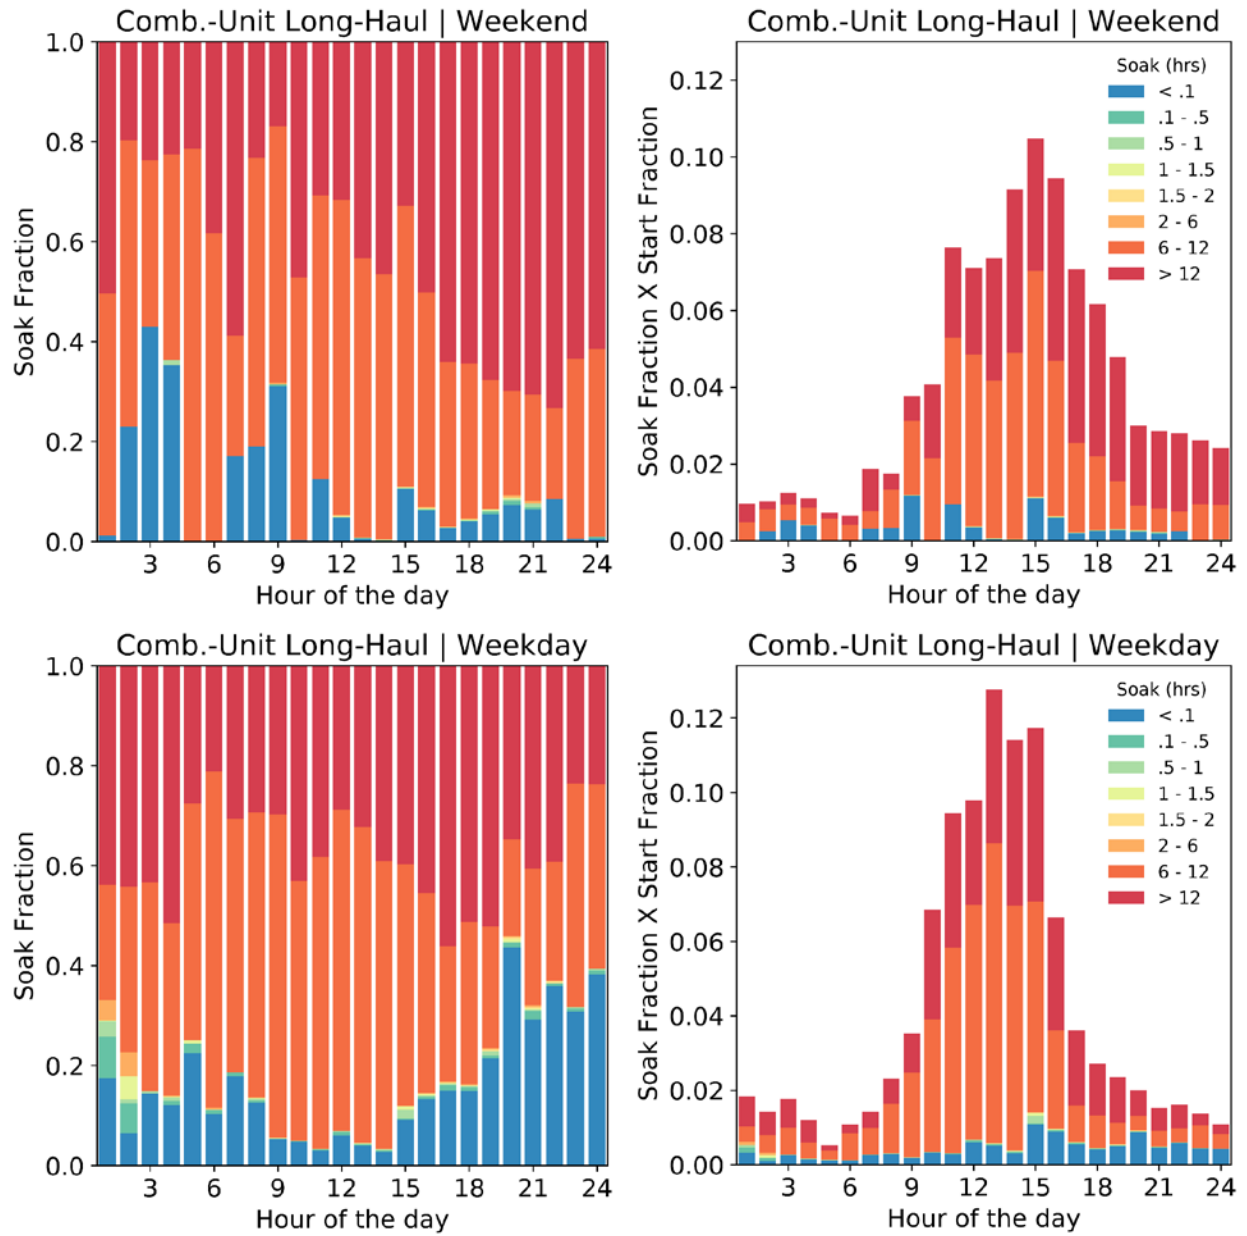 Comb.-Unit Long-Haul | Weekend
1.0
0.8
0.6
0.4
0.2
0.0
Soak Fraction
3 6 9 12 15 18 21 24
Hour of the day
Comb.-Unit Long-Haul | Weekend
0.12
0.10
0.08
0.06
0.04
0.02
0.00
Soak Fraction X Start Fraction
Soak (hrs)
< .1
.1 - .5
.5 - 1
1 - 1.5
1.5 - 2
2 - 6
6 - 12
> 12
3 6 9 12 15 18 21 24
Hour of the day
Comb.-Unit Long-Haul | Weekday
1.0
0.8
0.6
0.4
0.2
0.0
Soak Fraction
3 6 9 12 15 18 21 24
Hour of the day
Comb.-Unit Long-Haul | Weekday
0.12
0.10
0.08
0.06
0.04
0.02
0.00
Soak Fraction X Start Fraction
Soak (hrs)
< .1
.1 - .5
.5 - 1
1 - 1.5
1.5 - 2
2 - 6
6 - 12
> 12
3 6 9 12 15 18 21 24
Hour of the day